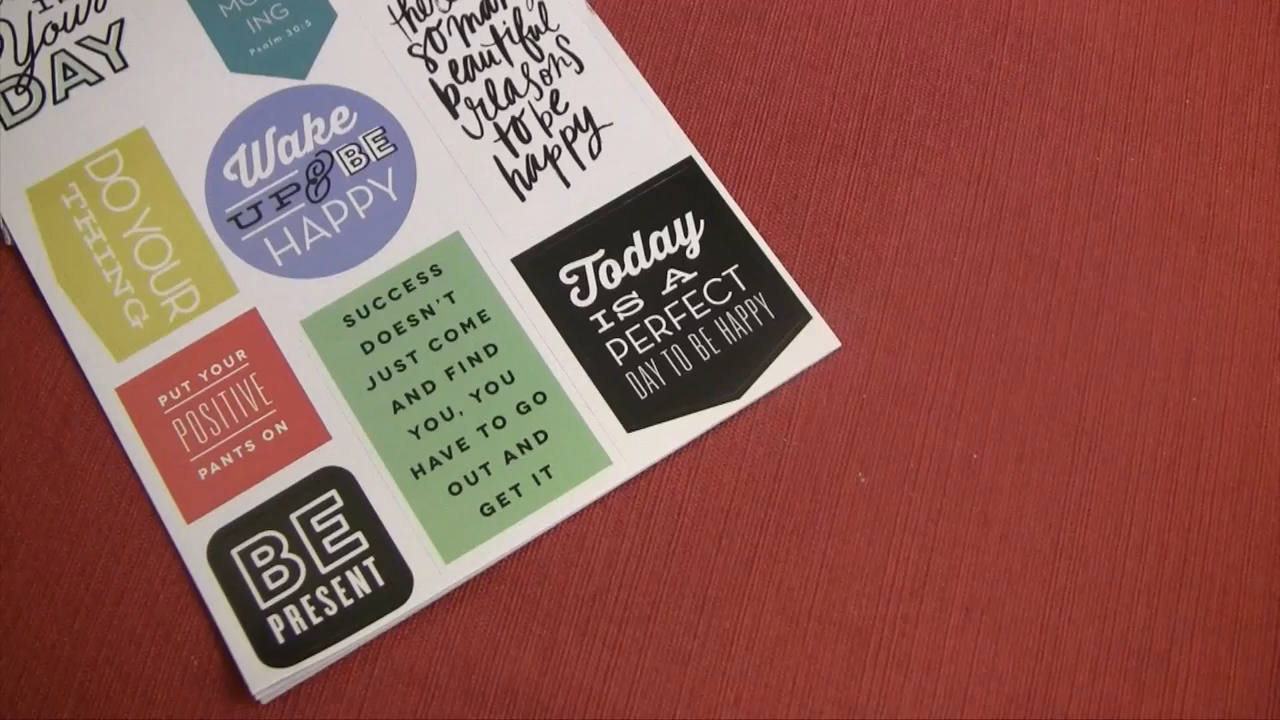 Your
DAY
ING
Psalm 30:5
so many
beautiful
reasons
to be
happy
Wake
UP & BE
HAPPY
DO YOUR
THING
Today
IS A
PERFECT
DAY TO BE HAPPY
SUCCESS
DOESN'T
JUST COME
AND FIND
YOU, YOU
HAVE TO GO
OUT AND
GET IT
PUT YOUR
POSITIVE
PANTS ON
BE
PRESENT